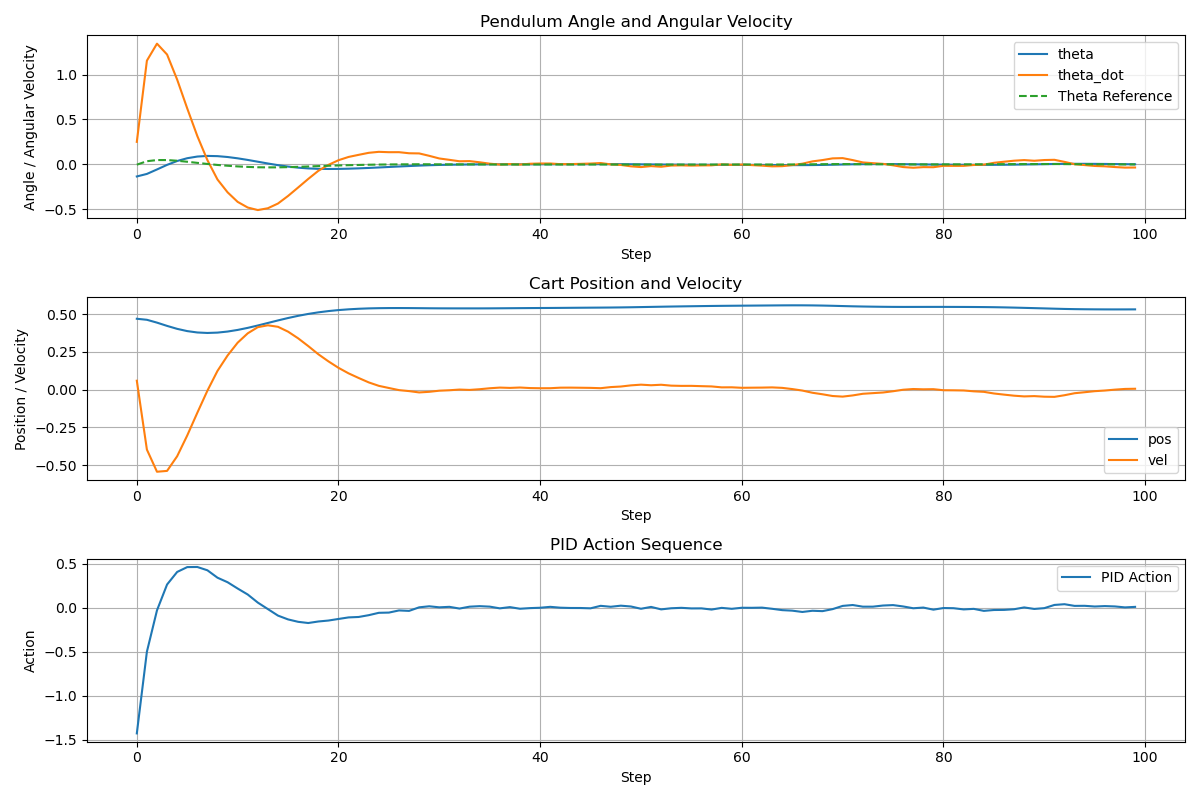 Pendulum Angle and Angular Velocity
Angle / Angular Velocity
1.0
0.5
0.0
−0.5
theta
theta_dot
Theta Reference
0 20 40 60 80 100
Step
Cart Position and Velocity
Position / Velocity
0.50
0.25
0.00
−0.25
−0.50
pos
vel
0 20 40 60 80 100
Step
PID Action Sequence
Action
0.5
0.0
−0.5
−1.0
−1.5
PID Action
0 20 40 60 80 100
Step